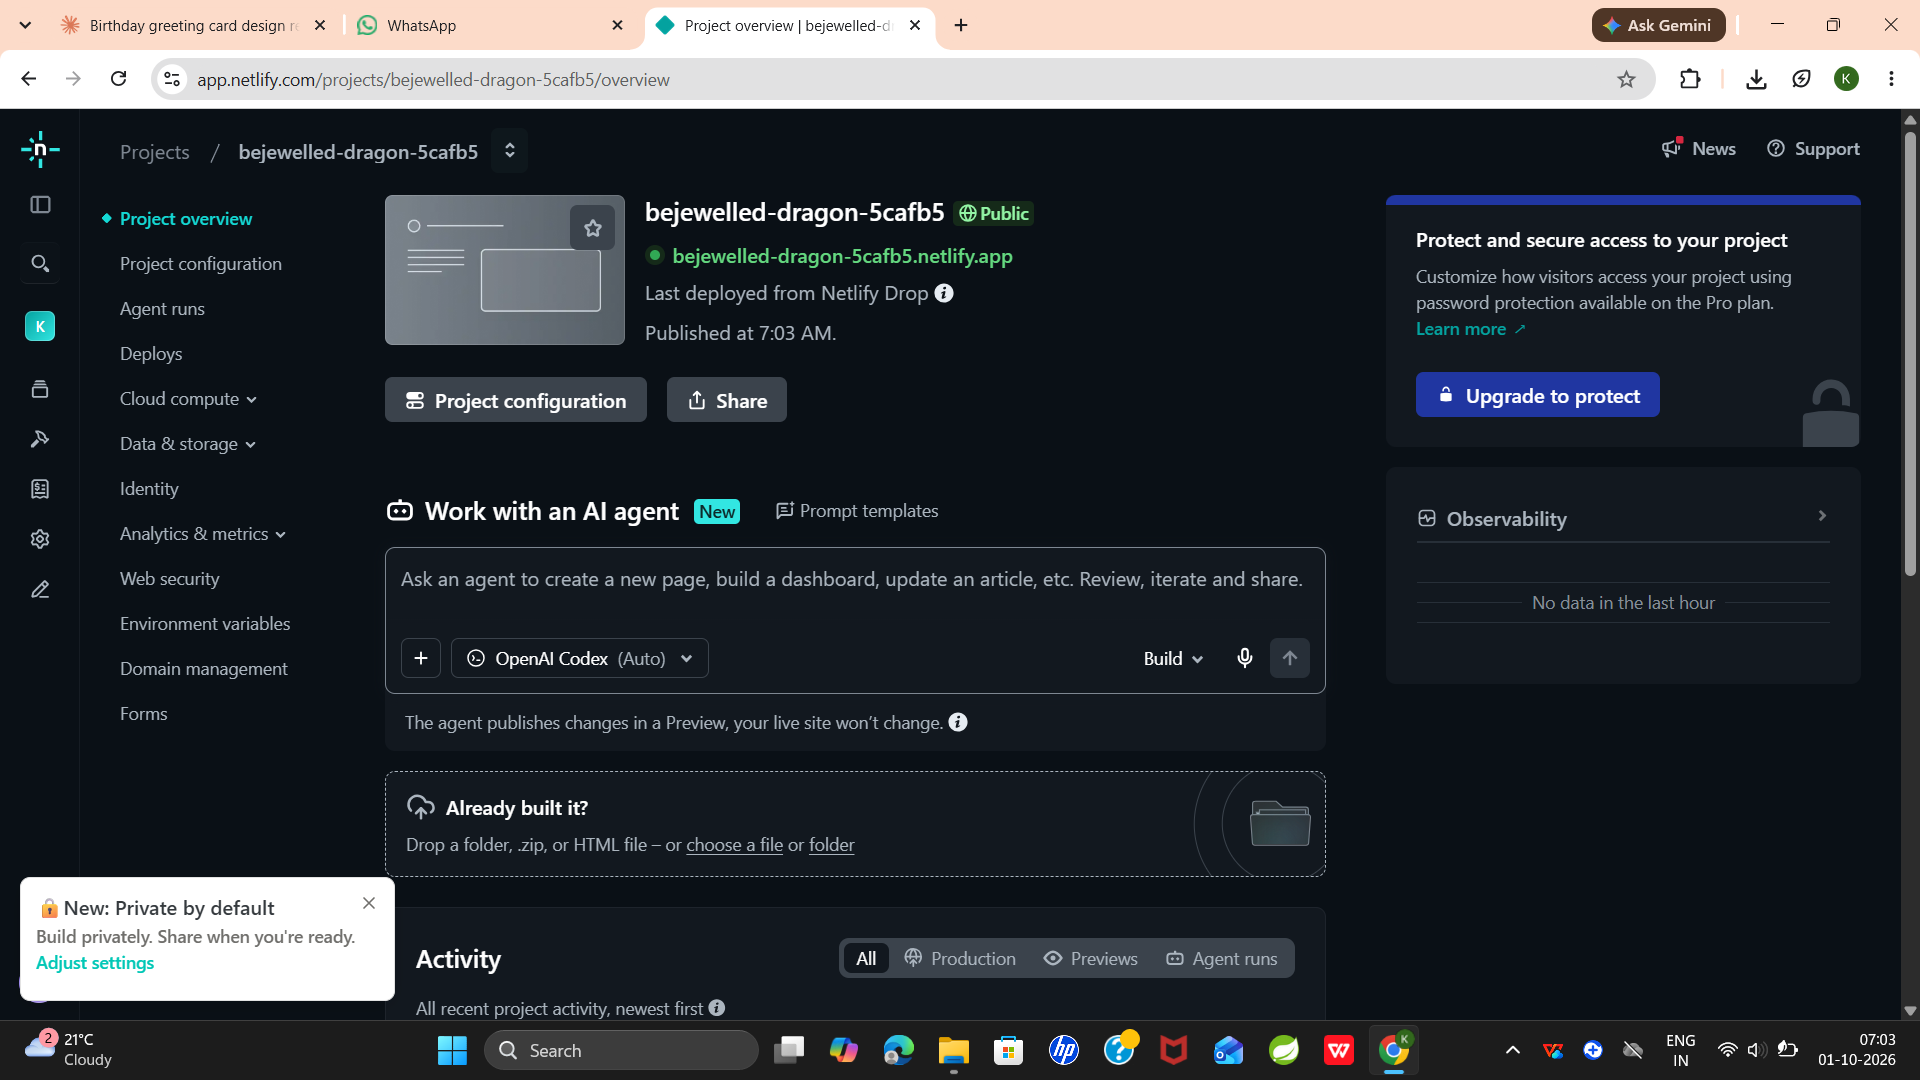 Birthday greeting card design re
WhatsApp
Project overview | bejewelled-dr
Ask Gemini
app.netlify.com/projects/bejewelled-dragon-5cafb5/overview
K
n
Projects / bejewelled-dragon-5cafb5
News
Support
K
Project overview
Project configuration
Agent runs
Deploys
Cloud compute
Data & storage
Identity
Analytics & metrics
Web security
Environment variables
Domain management
Forms
bejewelled-dragon-5cafb5 Public
bejewelled-dragon-5cafb5.netlify.app
Last deployed from Netlify Drop
Published at 7:03 AM.
Project configuration
Share
Protect and secure access to your project
Customize how visitors access your project using
password protection available on the Pro plan.
Learn more ↗
Upgrade to protect
Observability
No data in the last hour
Work with an AI agent New
Prompt templates
Ask an agent to create a new page, build a dashboard, update an article, etc. Review, iterate and share.
OpenAI Codex (Auto)
Build
The agent publishes changes in a Preview, your live site won't change.
Already built it?
Drop a folder, .zip, or HTML file – or choose a file or folder
Activity
All
Production
Previews
Agent runs
All recent project activity, newest first
New: Private by default
Build privately. Share when you're ready.
Adjust settings
2
21°C
Cloudy
Search
hp
K
ENG
IN
07:03
01-10-2026